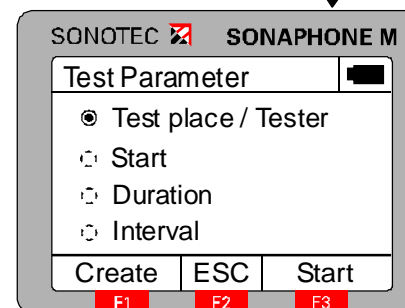 SONOTEC SONAPHONE M
Test Parameter
Test place / Tester
Start
Duration
Interval
Create ESC Start
F1 F2 F3